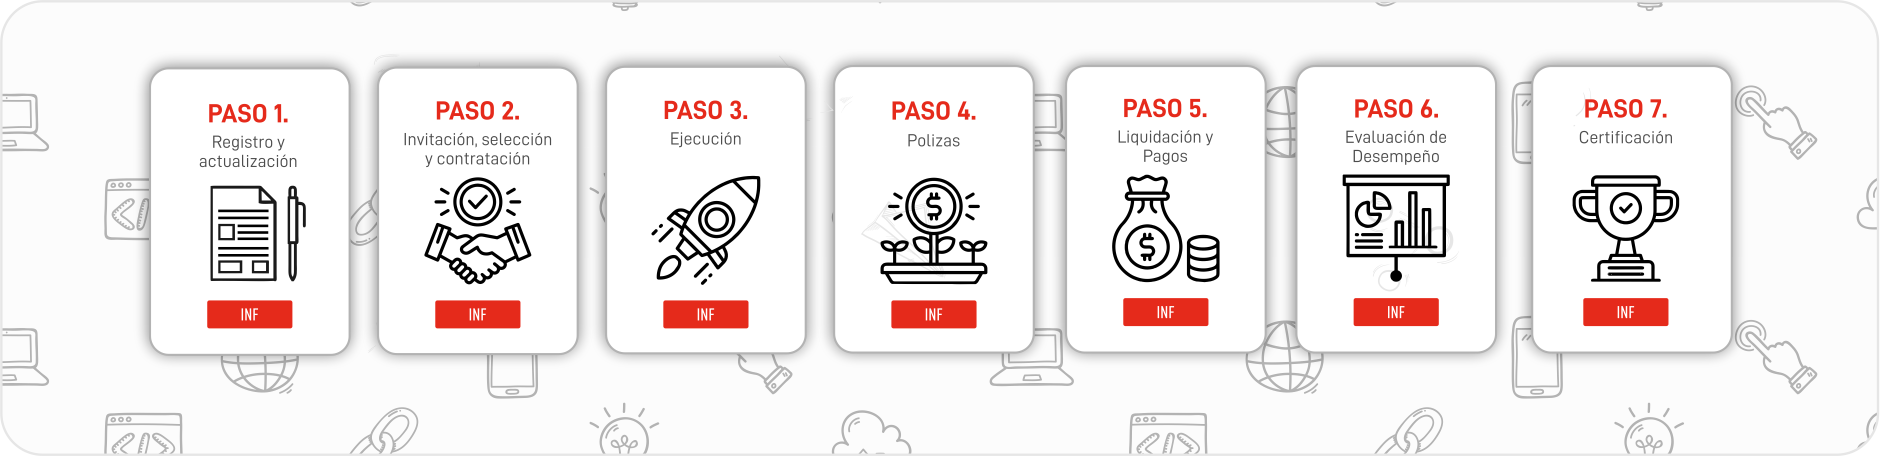 PASO 1.
Registro y
actualización
INF
PASO 2.
Invitación, selección
y contratación
INF
PASO 3.
Ejecución
INF
PASO 4.
Polizas
INF
PASO 5.
Liquidación y
Pagos
INF
PASO 6.
Evaluación de
Desempeño
INF
PASO 7.
Certificación
INF